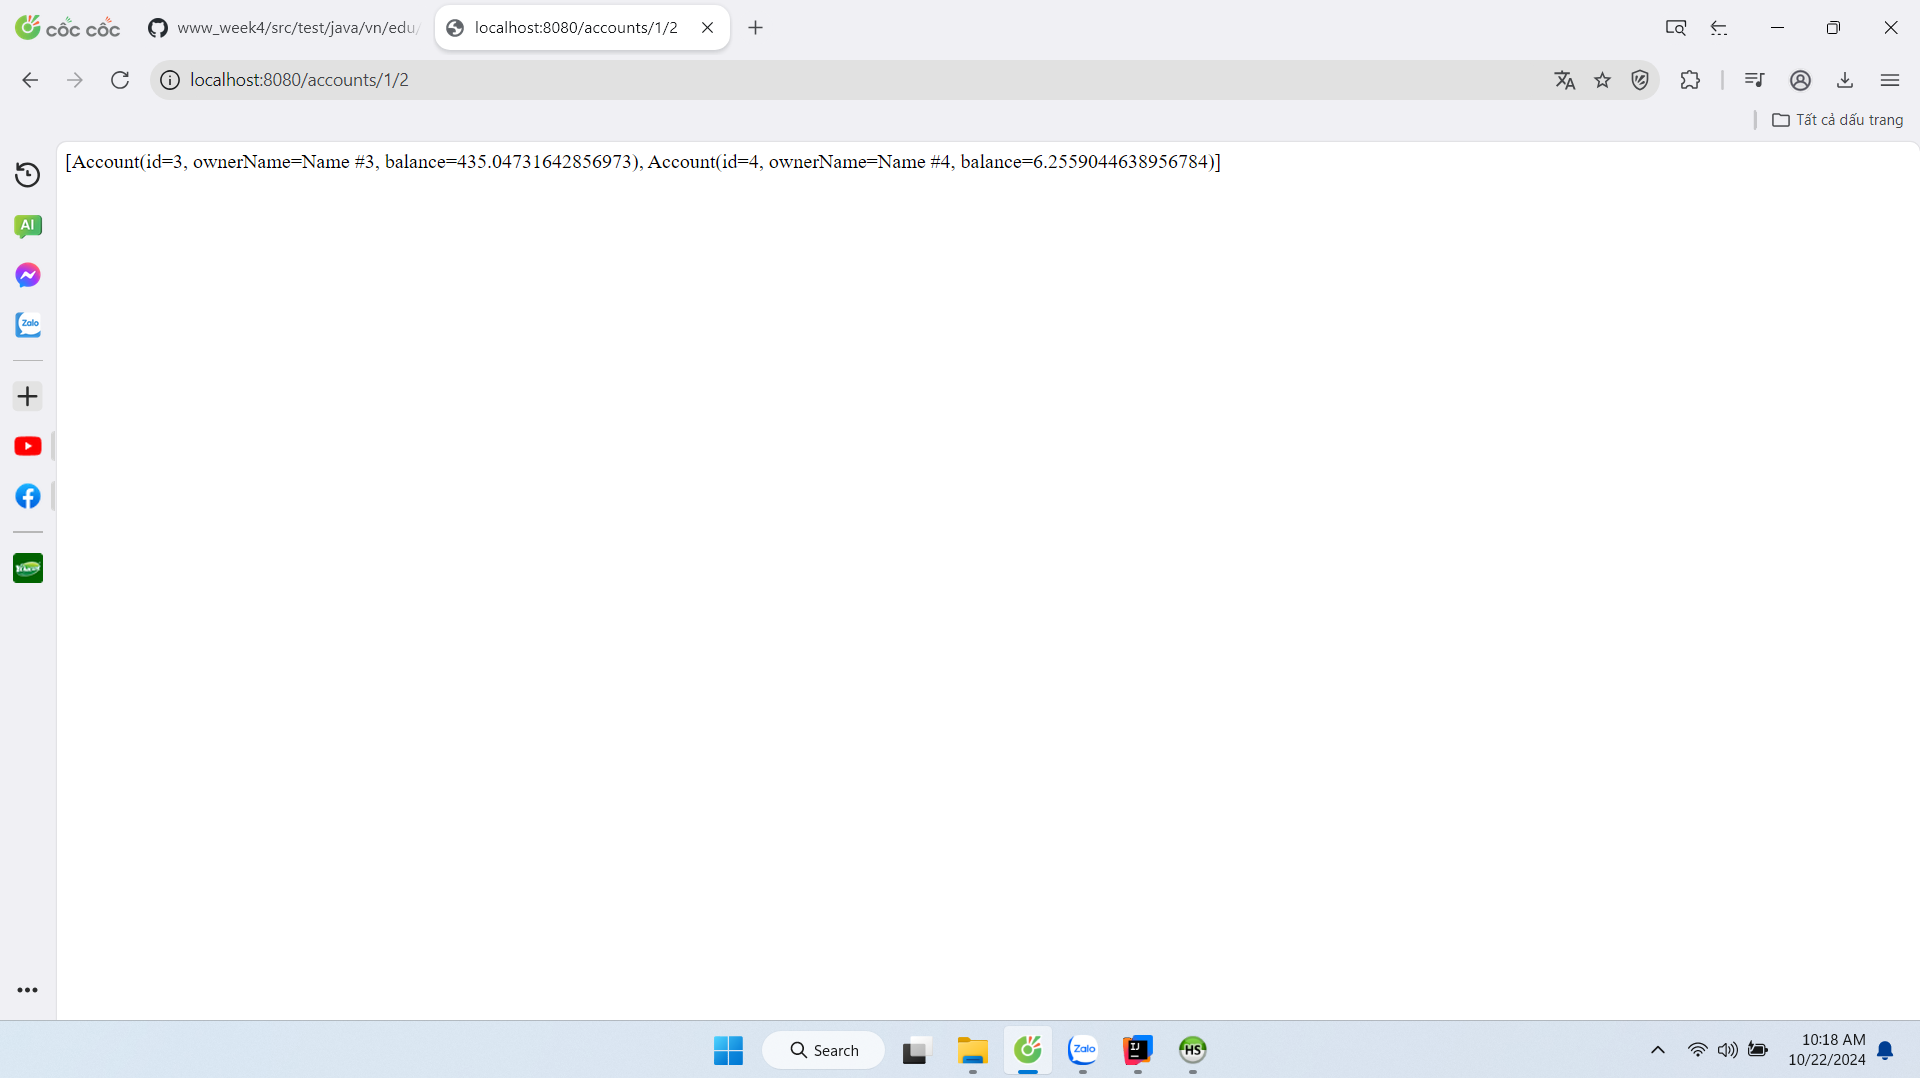 cốc cốc
www_week4/src/test/java/vn/edu/
localhost:8080/accounts/1/2
localhost:8080/accounts/1/2
Tất cả dấu trang
[Account(id=3, ownerName=Name #3, balance=435.04731642856973), Account(id=4, ownerName=Name #4, balance=6.2559044638956784)]
AI
Zalo
Search
Zalo
IJ
HS
10:18 AM
10/22/2024